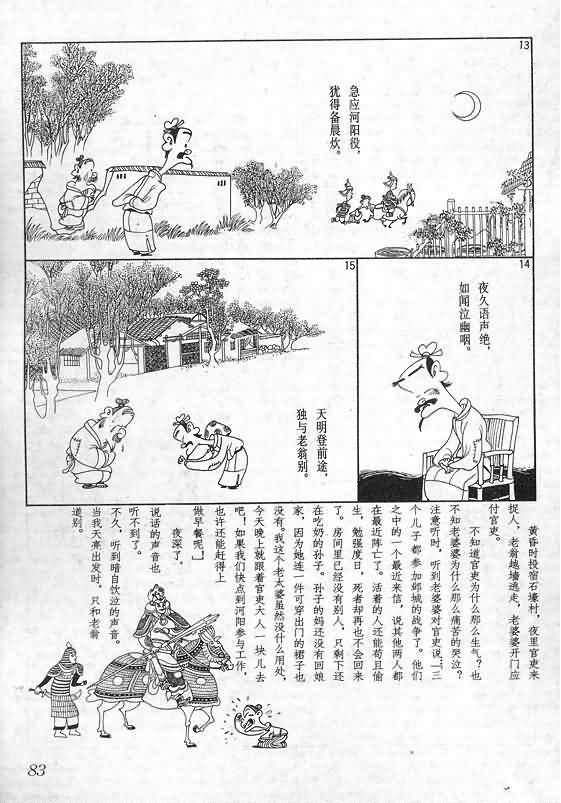 13
急应河阳役，
犹得备晨炊。
14
夜久语声绝，
如闻泣幽咽。
15
天明登前途，
独与老翁别。
黄昏时投宿石壕村，夜里官吏来
捉人，老翁越墙逃走，老婆婆开门应
付官吏。
不知道官吏为什么那么生气？也
不知老婆婆为什么那么痛苦的哭泣？
注意听时，听到老婆婆对官吏说﹁三
个儿子都参加邺城的战争了。他们
之中的一个最近来信，说其他两人都
在最近阵亡了。活着的人还能苟且偷
生，勉强度日，死者却再也不会回来
了。房间里已经没有别人，只剩下还
在吃奶的孙子。孙子的妈还没有回娘
家，因为她连一件可穿出门的裙子也
没有。我这个老太婆虽然没什么用处，
今天晚上就跟着官吏大人一块儿去
吧！如果我们快点到河阳参与工作，
也许还能赶得上
做早餐呢﹂
夜深了，
说话的声音也
听不到了。
不久，听到暗自饮泣的声音。
当我天亮出发时，只和老翁
道别。
83